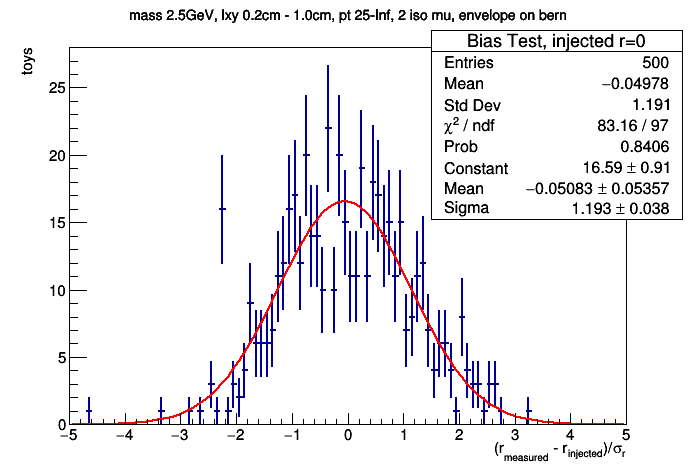 mass 2.5GeV, lxy 0.2cm - 1.0cm, pt 25-Inf, 2 iso mu, envelope on bern
toys
Bias Test, injected r=0
Entries 500
Mean −0.04978
Std Dev 1.191
χ² / ndf 83.16 / 97
Prob 0.8406
Constant 16.59 ± 0.91
Mean −0.05083 ± 0.05357
Sigma 1.193 ± 0.038
25
20
15
10
5
0
−5 −4 −3 −2 −1 0 1 2 3 4 5
(r_measured - r_injected)/σ_r